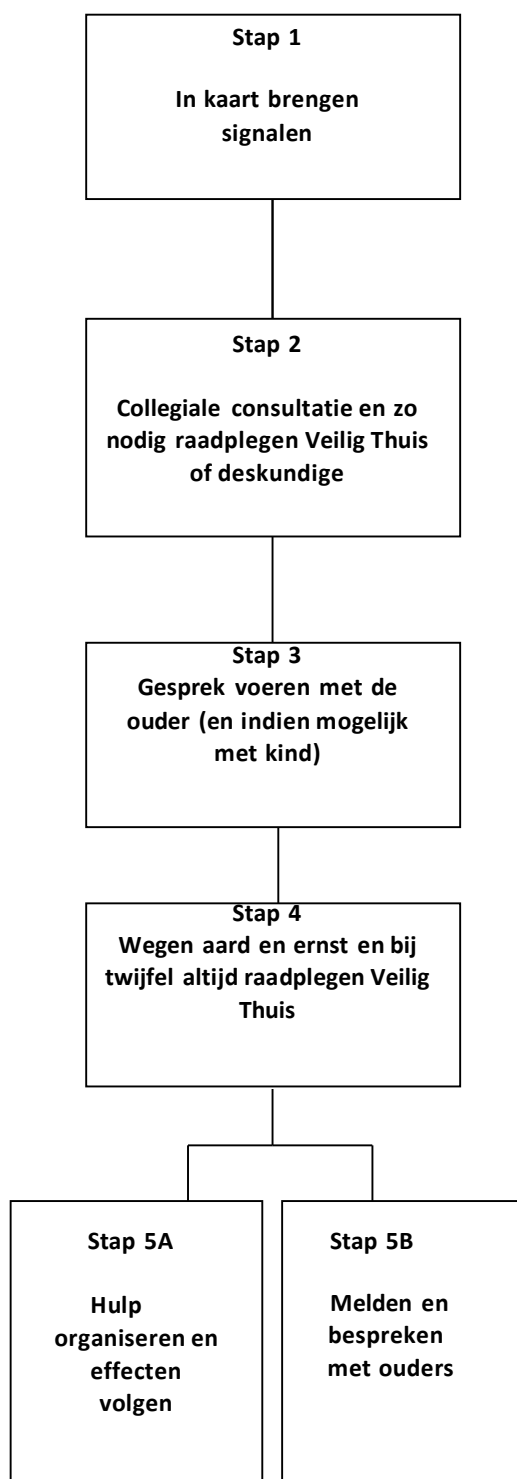 Stap 1
In kaart brengen
signalen
Stap 2
Collegiale consultatie en zo
nodig raadplegen Veilig Thuis
of deskundige
Stap 3
Gesprek voeren met de
ouder (en indien mogelijk
met kind)
Stap 4
Wegen aard en ernst en bij
twijfel altijd raadplegen Veilig
Thuis
Stap 5A
Hulp
organiseren en
effecten
volgen
Stap 5B
Melden en
bespreken
met ouders